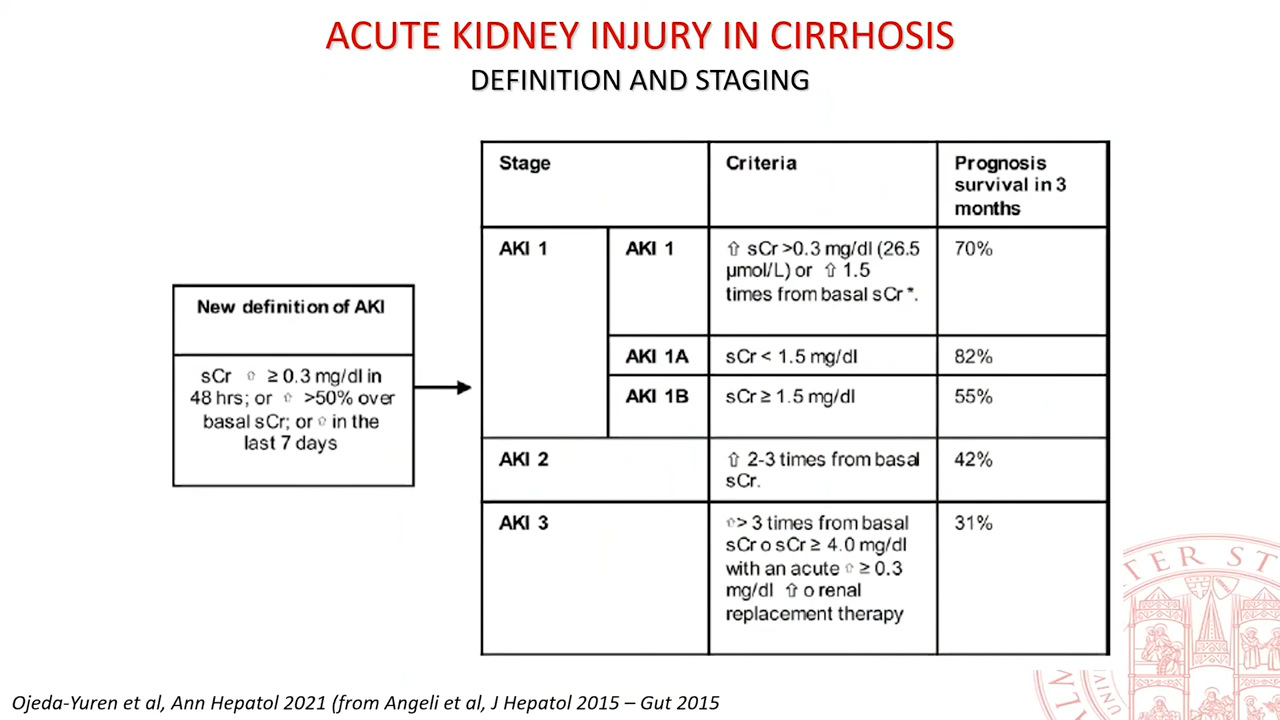 ACUTE KIDNEY INJURY IN CIRRHOSIS
DEFINITION AND STAGING
New definition of AKI
sCr ⇧ ≥ 0.3 mg/dl in
48 hrs; or ⇧ >50% over
basal sCr; or ⇧ in the
last 7 days
Stage
Criteria
Prognosis
survival in 3
months
AKI 1
AKI 1
⇧ sCr >0.3 mg/dl (26.5
µmol/L) or ⇧ 1.5
times from basal sCr *.
70%
AKI 1A
sCr < 1.5 mg/dl
82%
AKI 1B
sCr ≥ 1.5 mg/dl
55%
AKI 2
⇧ 2-3 times from basal
sCr.
42%
AKI 3
⇧> 3 times from basal
sCr o sCr ≥ 4.0 mg/dl
with an acute ⇧ ≥ 0.3
mg/dl ⇧ o renal
replacement therapy
31%
TER ST
Ojeda-Yuren et al, Ann Hepatol 2021 (from Angeli et al, J Hepatol 2015 – Gut 2015